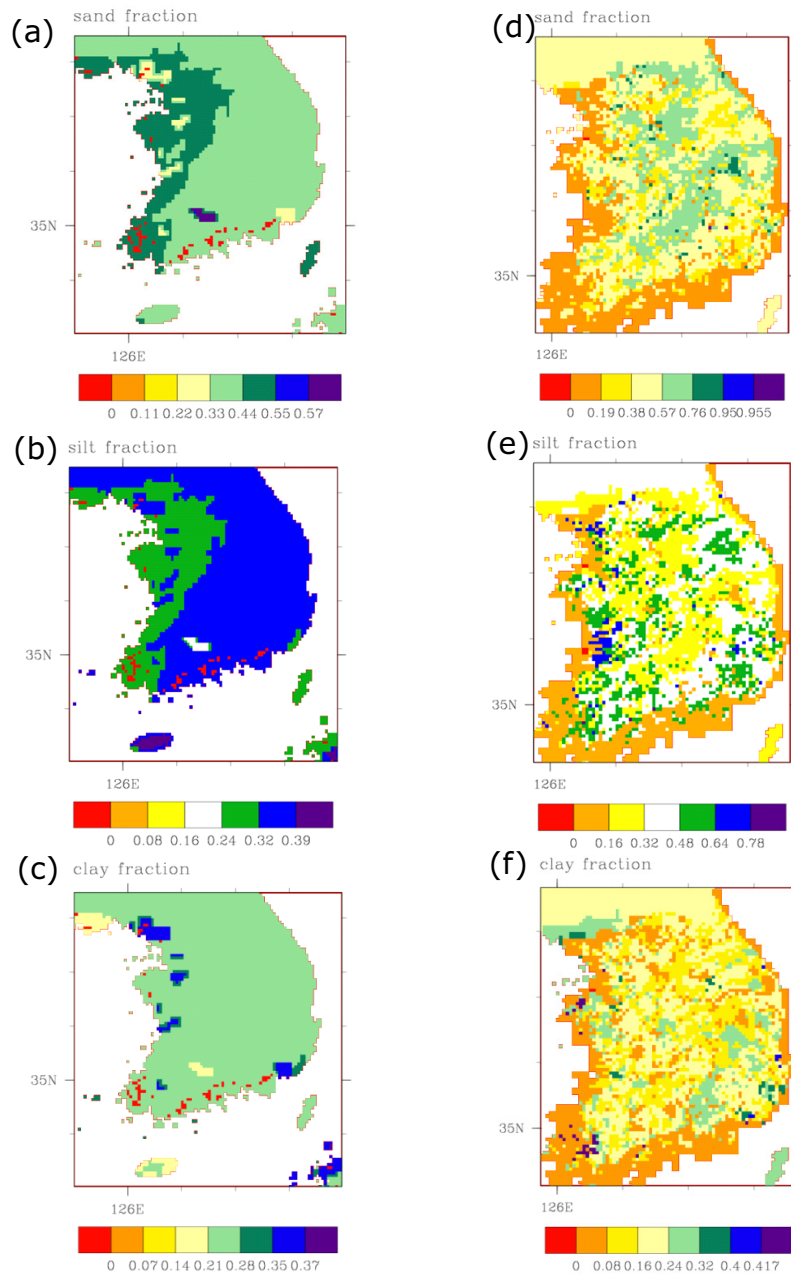 (a) sand fraction
35N
126E
0 0.11 0.22 0.33 0.44 0.55 0.57
(b) silt fraction
35N
126E
0 0.08 0.16 0.24 0.32 0.39
(c) clay fraction
35N
126E
0 0.07 0.14 0.21 0.28 0.35 0.37
(d) sand fraction
35N
126E
0 0.19 0.38 0.57 0.76 0.95 0.955
(e) silt fraction
35N
126E
0 0.16 0.32 0.48 0.64 0.78
(f) clay fraction
35N
126E
0 0.08 0.16 0.24 0.32 0.4 0.417